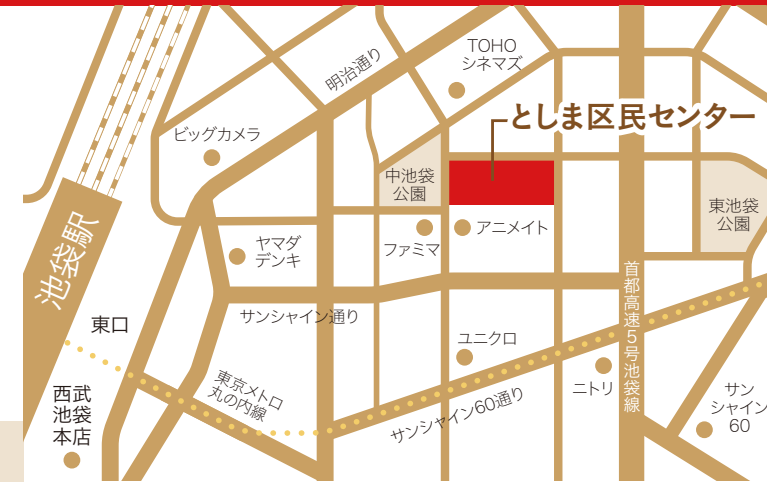 TOHO
シネマズ
明治通り
としま区民センター
ビッグカメラ
中池袋
公園
東池袋
公園
アニメイト
ファミマ
ヤマダ
デンキ
池袋駅
首都高速5号池袋線
東口
サンシャイン通り
ユニクロ
東京メトロ
丸の内線
ニトリ
西武
池袋
本店
サンシャイン60通り
サン
シャイン
60